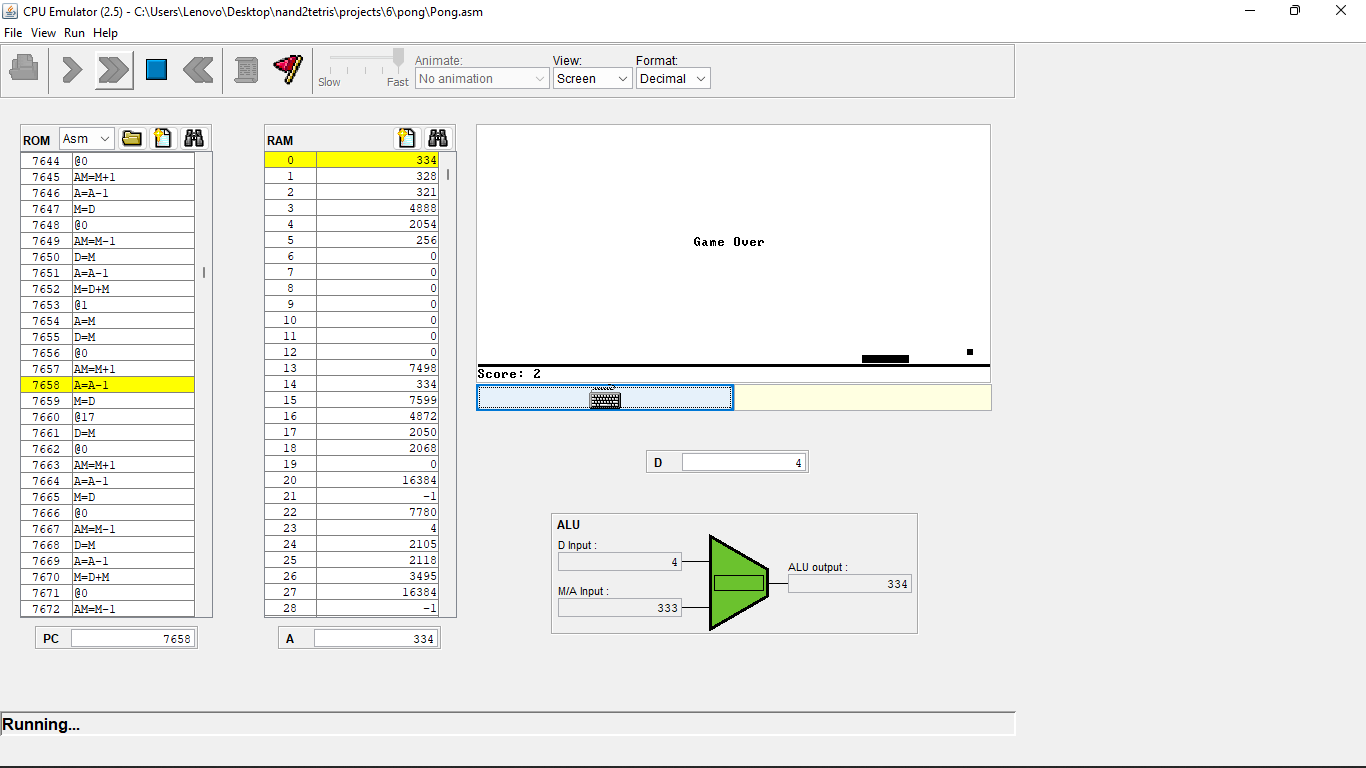 CPU Emulator (2.5) - C:\Users\Lenovo\Desktop\nand2tetris\projects\6\pong\Pong.asm
File View Run Help
Slow Fast
Animate:
No animation
View:
Screen
Format:
Decimal
ROM Asm
7644 @0
7645 AM=M+1
7646 A=A-1
7647 M=D
7648 @0
7649 AM=M-1
7650 D=M
7651 A=A-1
7652 M=D+M
7653 @1
7654 A=M
7655 D=M
7656 @0
7657 AM=M+1
7658 A=A-1
7659 M=D
7660 @17
7661 D=M
7662 @0
7663 AM=M+1
7664 A=A-1
7665 M=D
7666 @0
7667 AM=M-1
7668 D=M
7669 A=A-1
7670 M=D+M
7671 @0
7672 AM=M-1
PC 7658
RAM
0 334
1 328
2 321
3 4888
4 2054
5 256
6 0
7 0
8 0
9 0
10 0
11 0
12 0
13 7498
14 334
15 7599
16 4872
17 2050
18 2068
19 0
20 16384
21 -1
22 7780
23 4
24 2105
25 2118
26 3495
27 16384
28 -1
A 334
Game Over
Score: 2
D 4
ALU
D Input :
4
M/A Input :
333
ALU output :
334
Running...